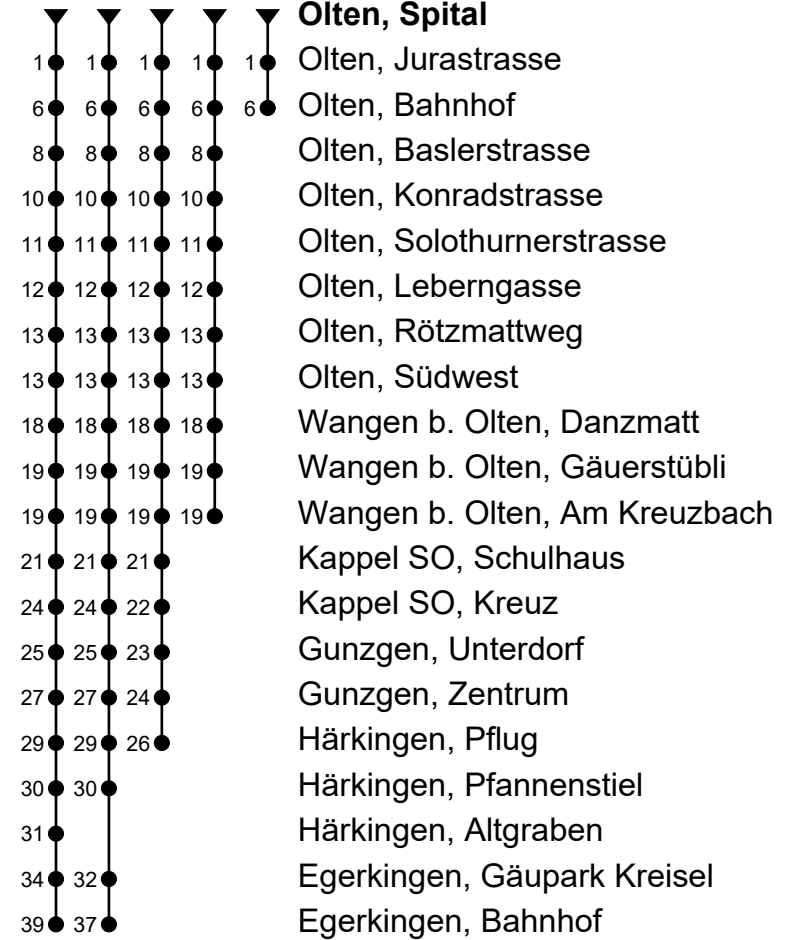 Olten, Spital
1 1 1 1 1 Olten, Jurastrasse
6 6 6 6 6 Olten, Bahnhof
8 8 8 8 Olten, Baslerstrasse
10 10 10 10 Olten, Konradstrasse
11 11 11 11 Olten, Solothurnerstrasse
12 12 12 12 Olten, Leberngasse
13 13 13 13 Olten, Rötzmattweg
13 13 13 13 Olten, Südwest
18 18 18 18 Wangen b. Olten, Danzmatt
19 19 19 19 Wangen b. Olten, Gäuerstübli
19 19 19 19 Wangen b. Olten, Am Kreuzbach
21 21 21 Kappel SO, Schulhaus
24 24 22 Kappel SO, Kreuz
25 25 23 Gunzgen, Unterdorf
27 27 24 Gunzgen, Zentrum
29 29 26 Härkingen, Pflug
30 30 Härkingen, Pfannenstiel
31 Härkingen, Altgraben
34 32 Egerkingen, Gäupark Kreisel
39 37 Egerkingen, Bahnhof